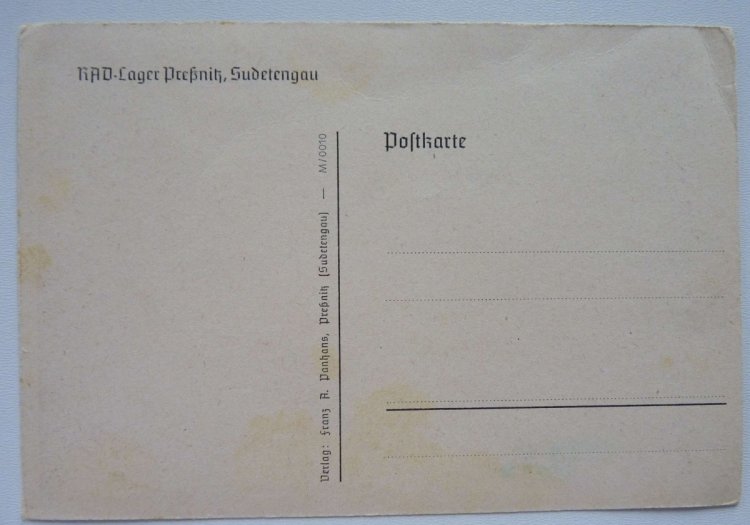 RAD-Lager Preßnitz, Sudetengau
Postkarte
Verlag: Franz A. Panhans, Preßnitz (Sudetengau) — M/0010